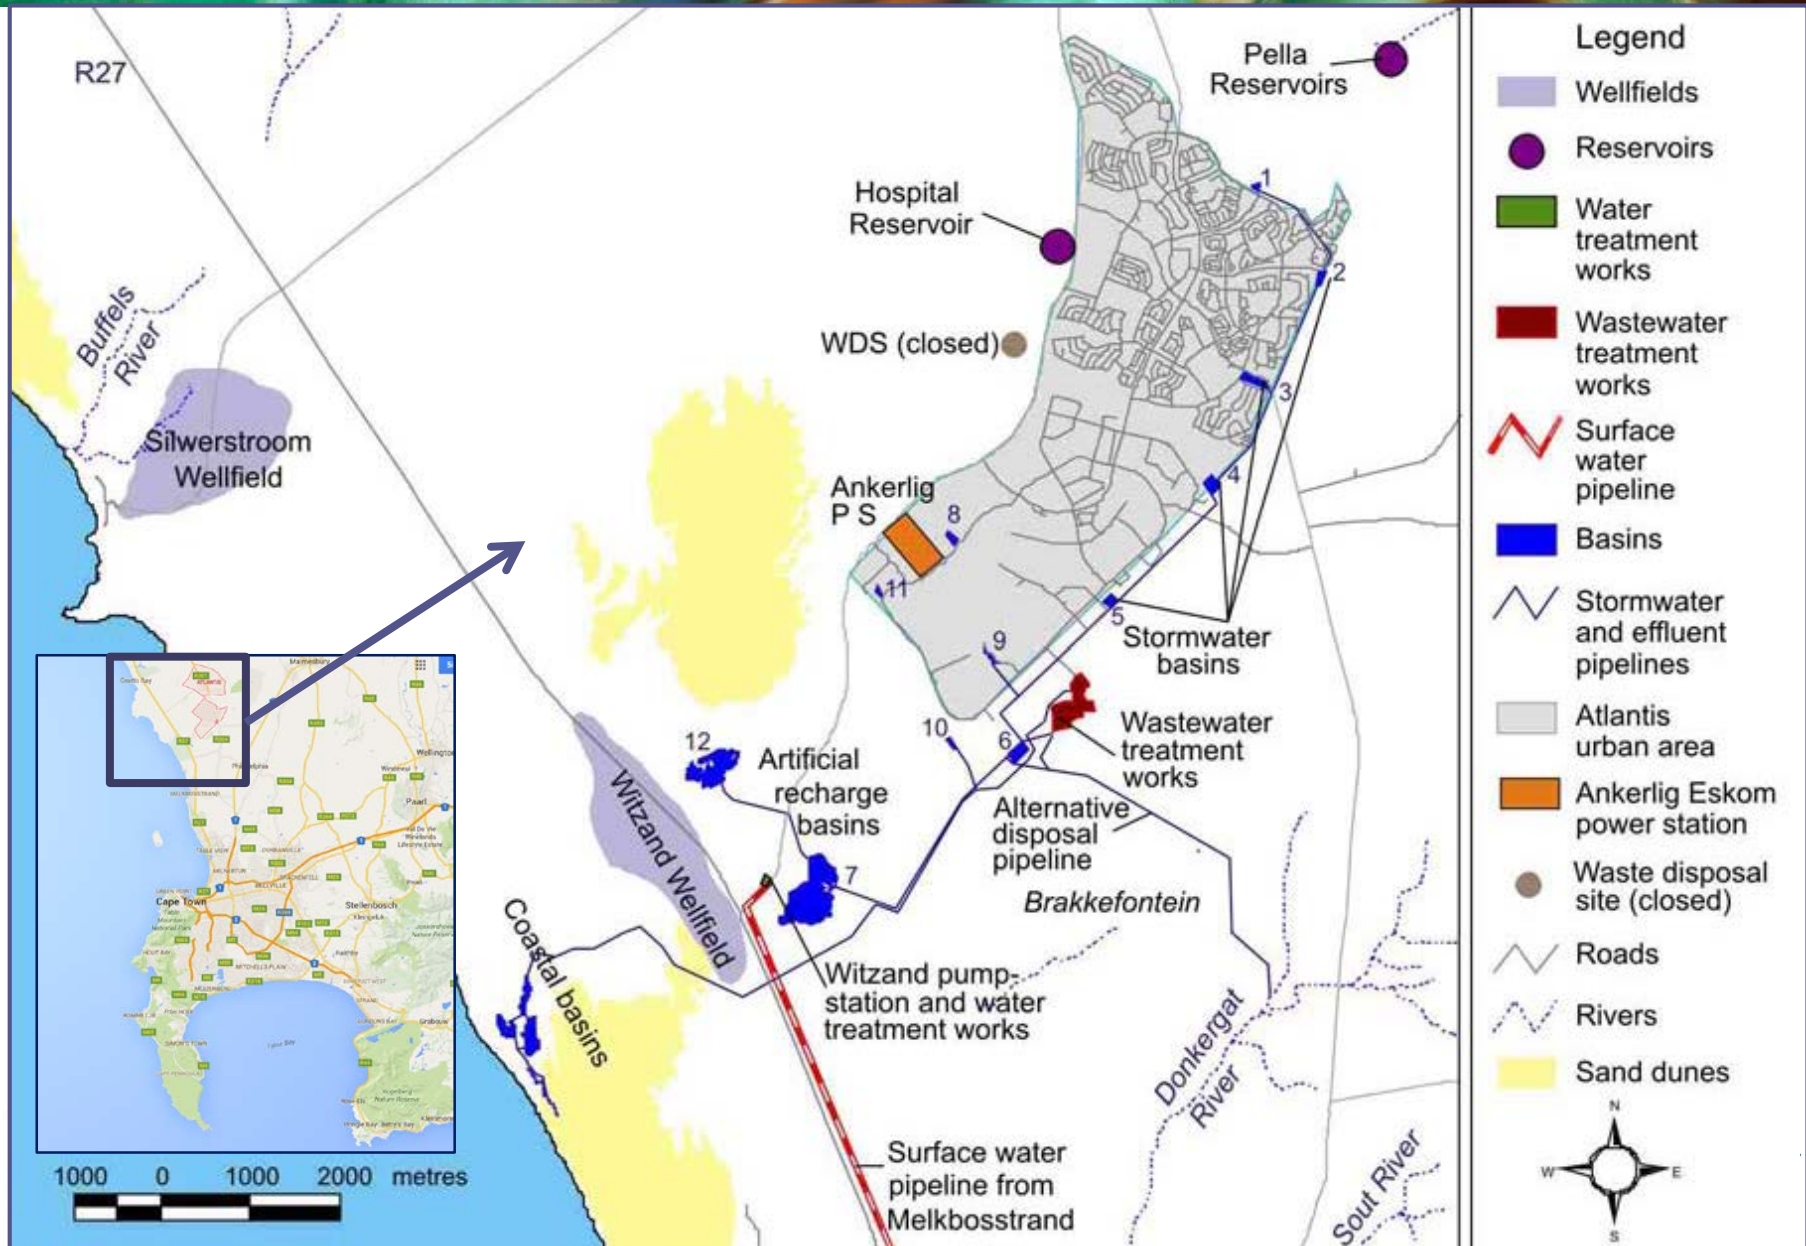 R27
Pella
Reservoirs
1
Hospital
Reservoir
2
Buffels
River
WDS (closed)
3
Silwerstroom
Wellfield
4
Ankerlig
P S
8
11
5
Stormwater
basins
9
10
6
Wastewater
treatment
works
12
Artificial
recharge
basins
Witzand Wellfield
Alternative
disposal
pipeline
7
Brakkefontein
Coastal basins
Witzand pump-
station and water
treatment works
Donkergat
River
Surface water
pipeline from
Melkbosstrand
Sout River
Malmesbury
Philadelphia
Wellington
Paarl
Cape Town
Stellenbosch
Grabouw
1000 0 1000 2000 metres
Legend
Wellfields
Reservoirs
Water
treatment
works
Wastewater
treatment
works
Surface
water
pipeline
Basins
Stormwater
and effluent
pipelines
Atlantis
urban area
Ankerlig Eskom
power station
Waste disposal
site (closed)
Roads
Rivers
Sand dunes
N
W E
S